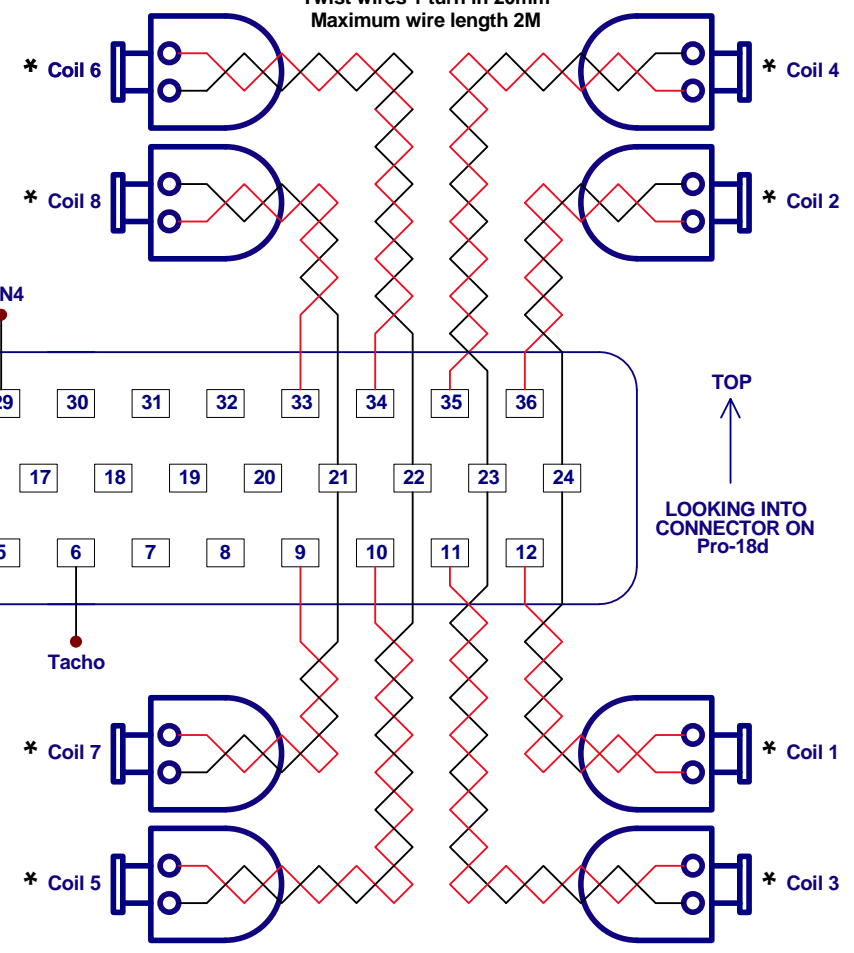 Maximum wire length 2M
* Coil 6
* Coil 4
* Coil 8
* Coil 2
N4
29 30 31 32 33 34 35 36
TOP
17 18 19 20 21 22 23 24
LOOKING INTO
CONNECTOR ON
Pro-18d
5 6 7 8 9 10 11 12
Tacho
* Coil 7
* Coil 1
* Coil 5
* Coil 3